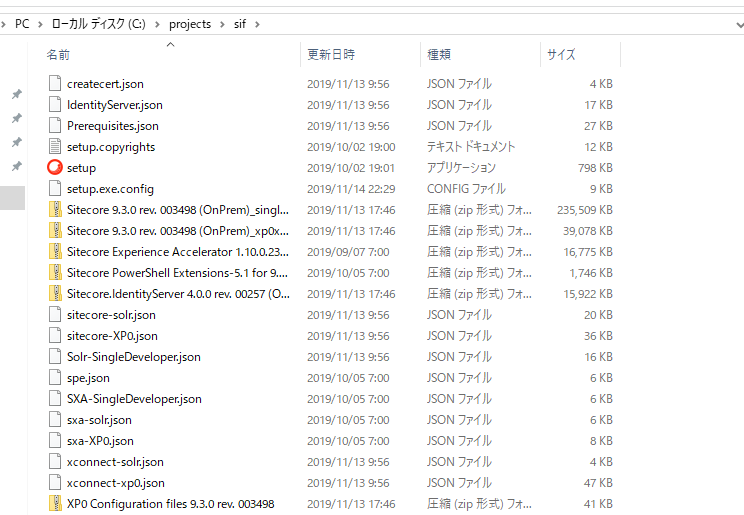 PC > ローカル ディスク (C:) > projects > sif >
名前 更新日時 種類 サイズ
createcert.json 2019/11/13 9:56 JSON ファイル 4 KB
IdentityServer.json 2019/11/13 9:56 JSON ファイル 17 KB
Prerequisites.json 2019/11/13 9:56 JSON ファイル 27 KB
setup.copyrights 2019/10/02 19:00 テキスト ドキュメント 12 KB
setup 2019/10/02 19:01 アプリケーション 798 KB
setup.exe.config 2019/11/14 22:29 CONFIG ファイル 9 KB
Sitecore 9.3.0 rev. 003498 (OnPrem)_singl... 2019/11/13 17:46 圧縮 (zip 形式) フォ... 235,509 KB
Sitecore 9.3.0 rev. 003498 (OnPrem)_xp0x... 2019/11/13 17:46 圧縮 (zip 形式) フォ... 39,078 KB
Sitecore Experience Accelerator 1.10.0.23... 2019/09/07 7:00 圧縮 (zip 形式) フォ... 16,775 KB
Sitecore PowerShell Extensions-5.1 for 9.... 2019/10/05 7:00 圧縮 (zip 形式) フォ... 1,746 KB
Sitecore.IdentityServer 4.0.0 rev. 00257 (O... 2019/11/13 17:46 圧縮 (zip 形式) フォ... 15,922 KB
sitecore-solr.json 2019/11/13 9:56 JSON ファイル 20 KB
sitecore-XP0.json 2019/11/13 9:56 JSON ファイル 36 KB
Solr-SingleDeveloper.json 2019/11/13 9:56 JSON ファイル 16 KB
spe.json 2019/10/05 7:00 JSON ファイル 6 KB
SXA-SingleDeveloper.json 2019/10/05 7:00 JSON ファイル 6 KB
sxa-solr.json 2019/10/05 7:00 JSON ファイル 6 KB
sxa-XP0.json 2019/10/05 7:00 JSON ファイル 8 KB
xconnect-solr.json 2019/11/13 9:56 JSON ファイル 4 KB
xconnect-xp0.json 2019/11/13 9:56 JSON ファイル 47 KB
XP0 Configuration files 9.3.0 rev. 003498 2019/11/13 17:46 圧縮 (zip 形式) フォ... 41 KB